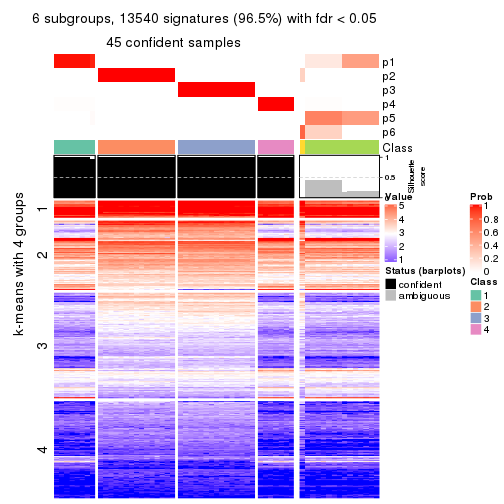 6 subgroups, 13540 signatures (96.5%) with fdr < 0.05
45 confident samples
p1
p2
p3
p4
p5
p6
Class
1
0.5
0
Silhouette
score
k-means with 4 groups
1
2
3
4
Value
5
4
3
2
1
Status (barplots)
confident
ambiguous
Prob
1
0.8
0.6
0.4
0.2
0
Class
1
2
3
4